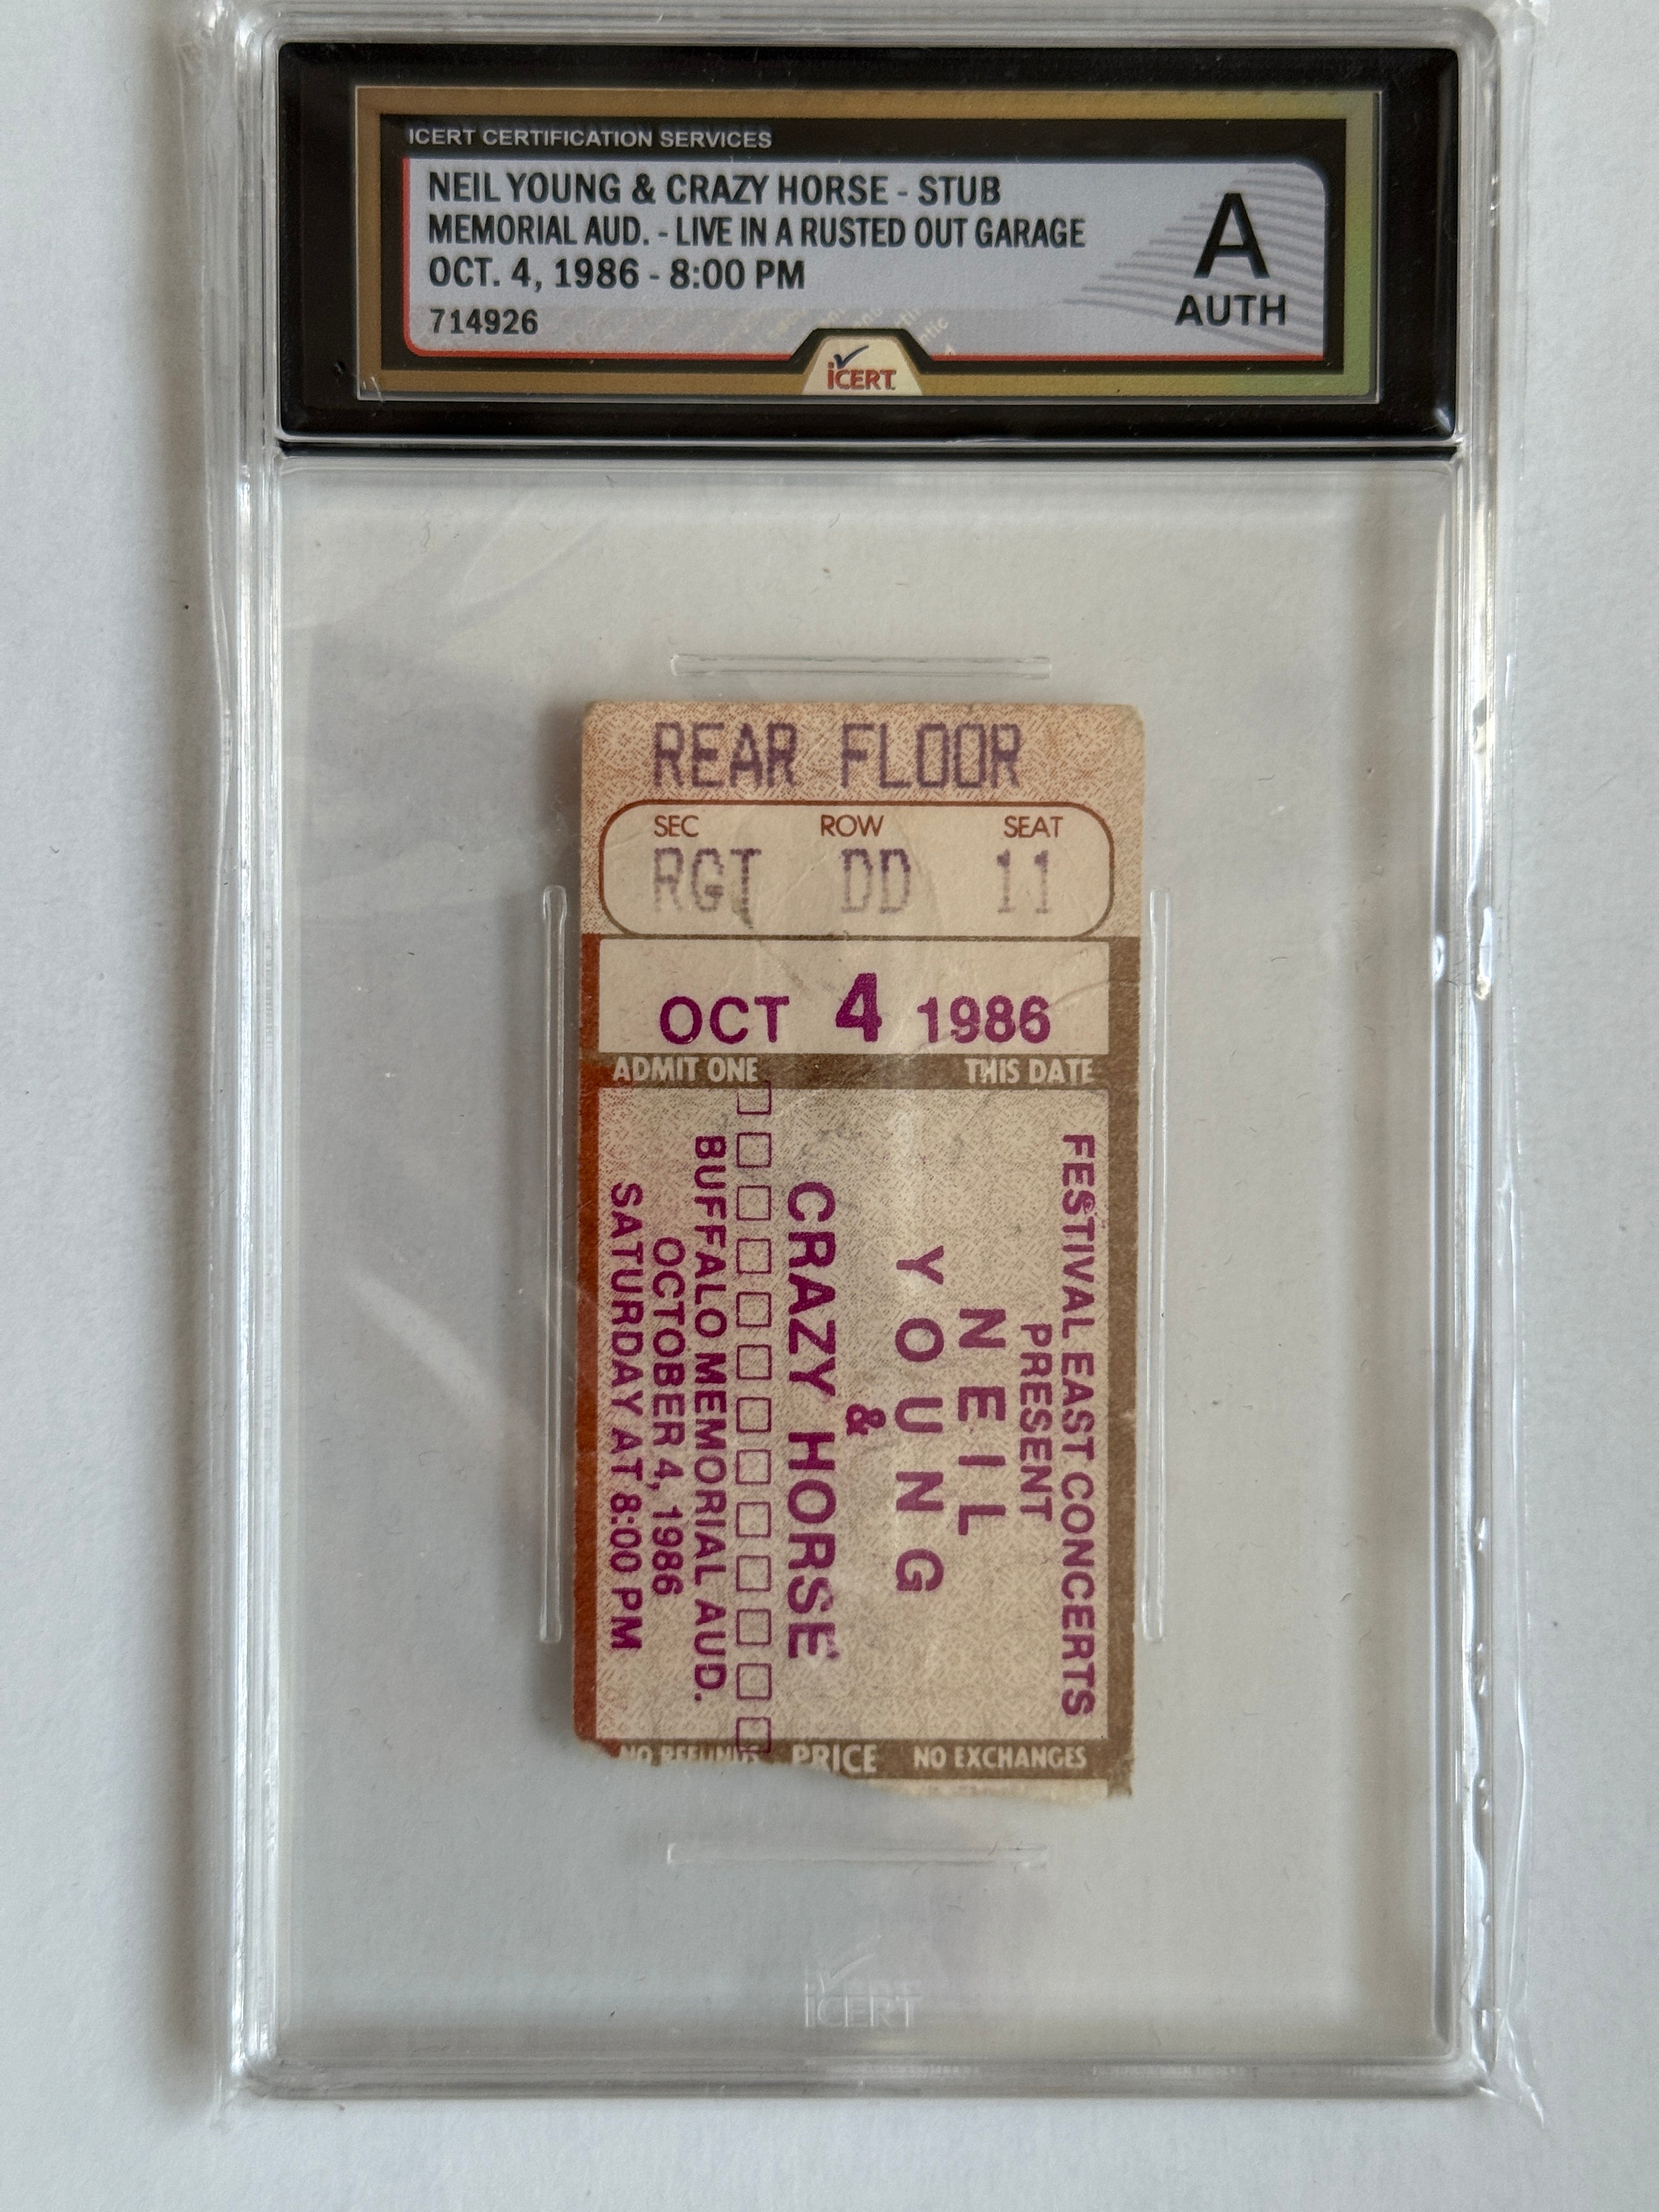 ICERT CERTIFICATION SERVICES
NEIL YOUNG & CRAZY HORSE - STUB
MEMORIAL AUD. - LIVE IN A RUSTED OUT GARAGE
OCT. 4, 1986 - 8:00 PM
714926
A
AUTH
iCERT
REAR FLOOR
SEC ROW SEAT
RGT DD 11
OCT 4 1986
ADMIT ONE THIS DATE
FESTIVAL EAST CONCERTS
PRESENT
NEIL
YOUNG
&
CRAZY HORSE
BUFFALO MEMORIAL AUD.
OCTOBER 4, 1986
SATURDAY AT 8:00 PM
NO REFUNDS PRICE NO EXCHANGES
iCERT